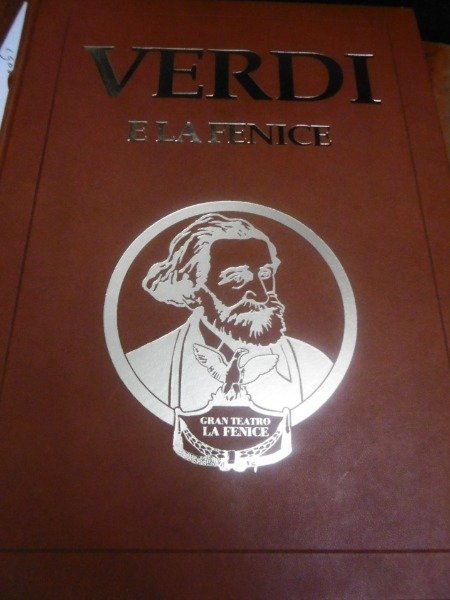 VERDI
E LA FENICE
GRAN TEATRO
LA FENICE